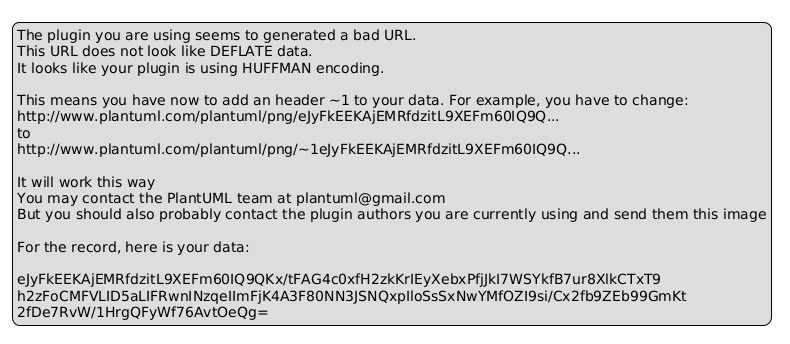 The plugin you are using seems to generated a bad URL.
This URL does not look like DEFLATE data.
It looks like your plugin is using HUFFMAN encoding.
This means you have now to add an header ~1 to your data. For example, you have to change:
http://www.plantuml.com/plantuml/png/eJyFkEEKAjEMRfdzitL9XEFm60IQ9Q...
to
http://www.plantuml.com/plantuml/png/~1eJyFkEEKAjEMRfdzitL9XEFm60IQ9Q...
It will work this way
You may contact the PlantUML team at plantuml@gmail.com
But you should also probably contact the plugin authors you are currently using and send them this image
For the record, here is your data:
eJyFkEEKAjEMRfdzitL9XEFm60IQ9QKx/tFAG4c0xfH2zkKrIEyXebxPfjJkI7WSYkfB7ur8XlkCTxT9
h2zFoCMFVLID5aLIFRwnINzqeIImFjK4A3F80NN3JSNQxpIloSsSxNwYMfOZI9si/Cx2fb9ZEb99GmKt
2fDe7RvW/1HrgQFyWf76AvtOeQg=